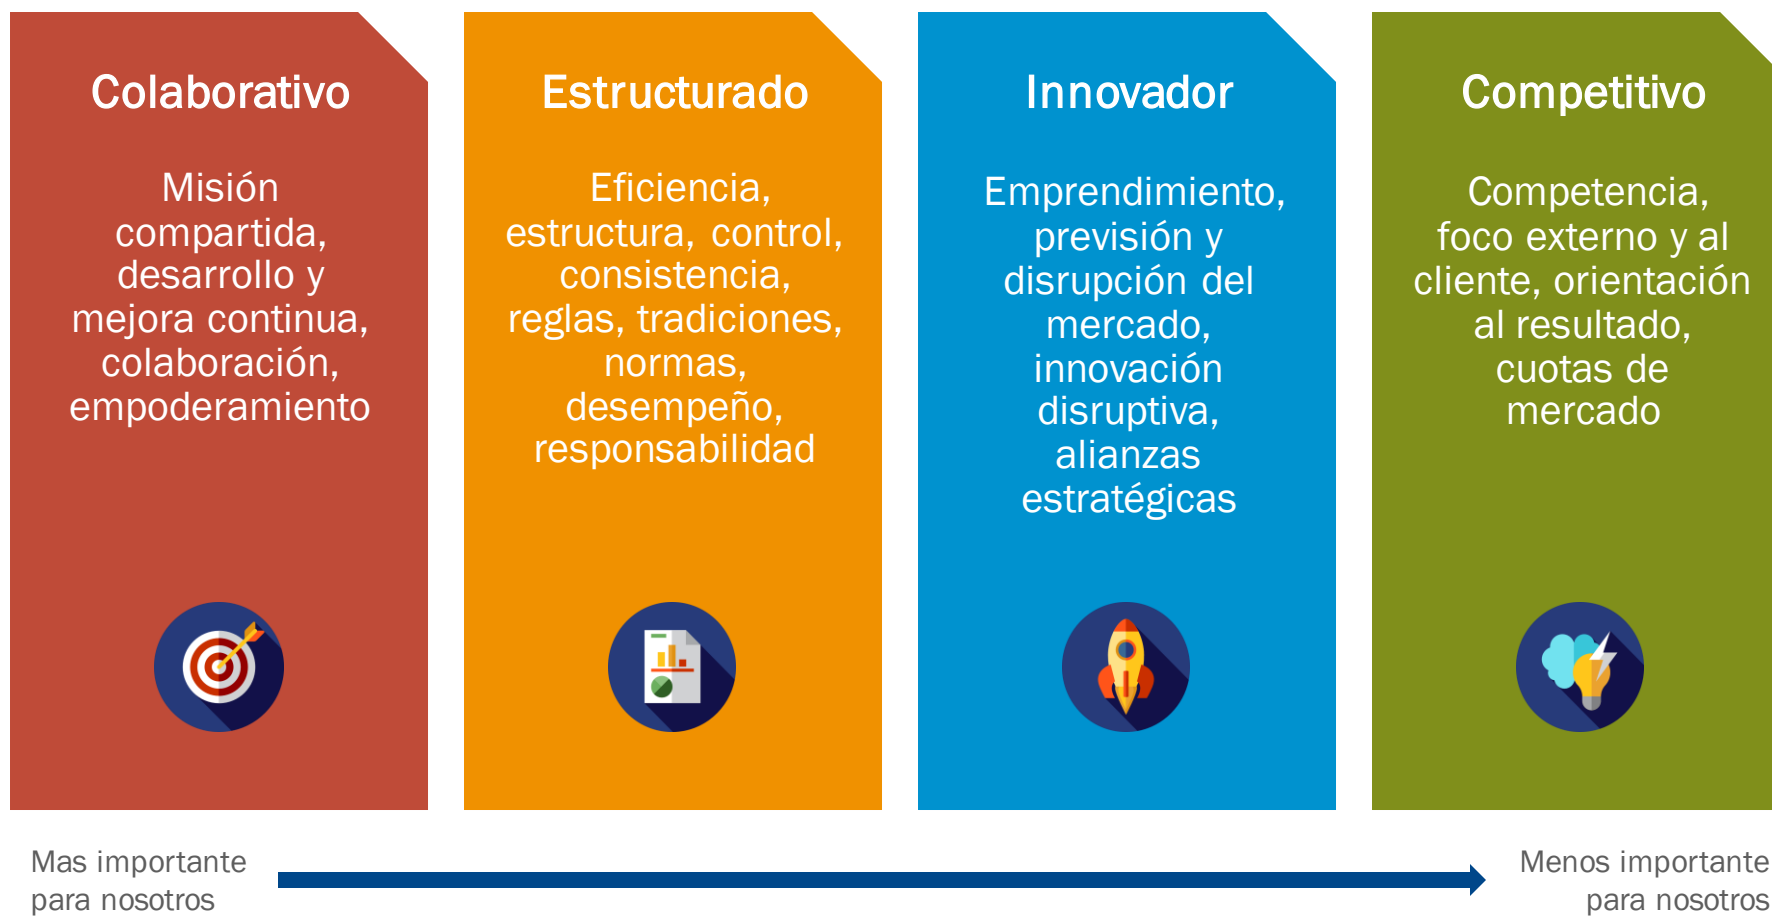 Colaborativo
Misión
compartida,
desarrollo y
mejora continua,
colaboración,
empoderamiento
Estructurado
Eficiencia,
estructura, control,
consistencia,
reglas, tradiciones,
normas,
desempeño,
responsabilidad
Innovador
Emprendimiento,
previsión y
disrupción del
mercado,
innovación
disruptiva,
alianzas
estratégicas
Competitivo
Competencia,
foco externo y al
cliente, orientación
al resultado,
cuotas de
mercado
Mas importante
para nosotros
Menos importante
para nosotros